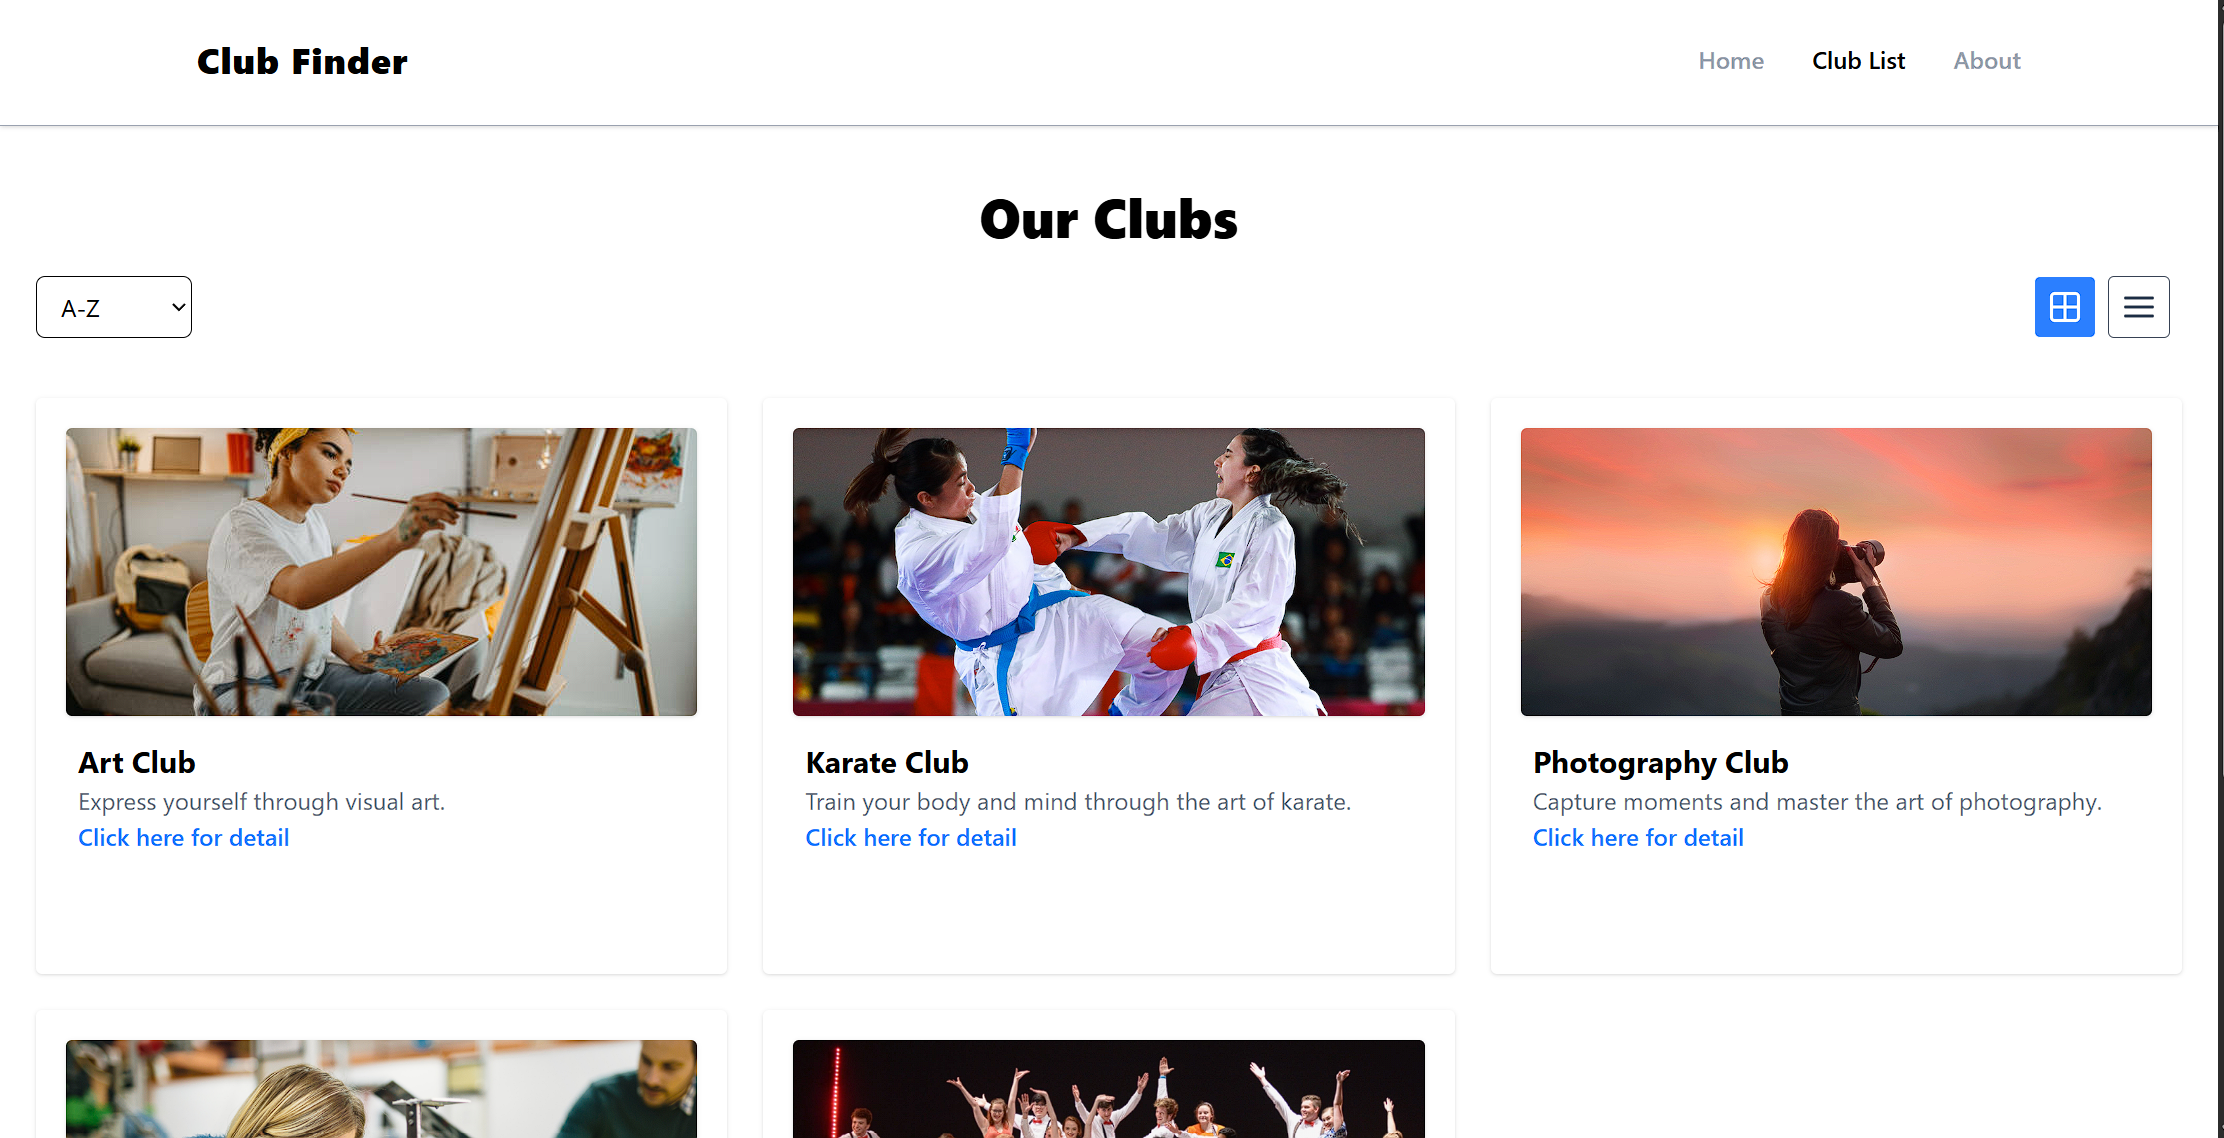 Club Finder
Home
Club List
About
Our Clubs
A-Z
Art Club
Express yourself through visual art.
Click here for detail
Karate Club
Train your body and mind through the art of karate.
Click here for detail
Photography Club
Capture moments and master the art of photography.
Click here for detail